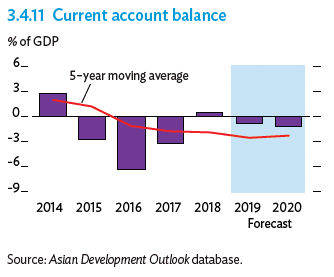 3.4.11 Current account balance
% of GDP
6
3
0
-3
-6
-9
5-year moving average
2014 2015 2016 2017 2018 2019 2020
Forecast
Source: Asian Development Outlook database.